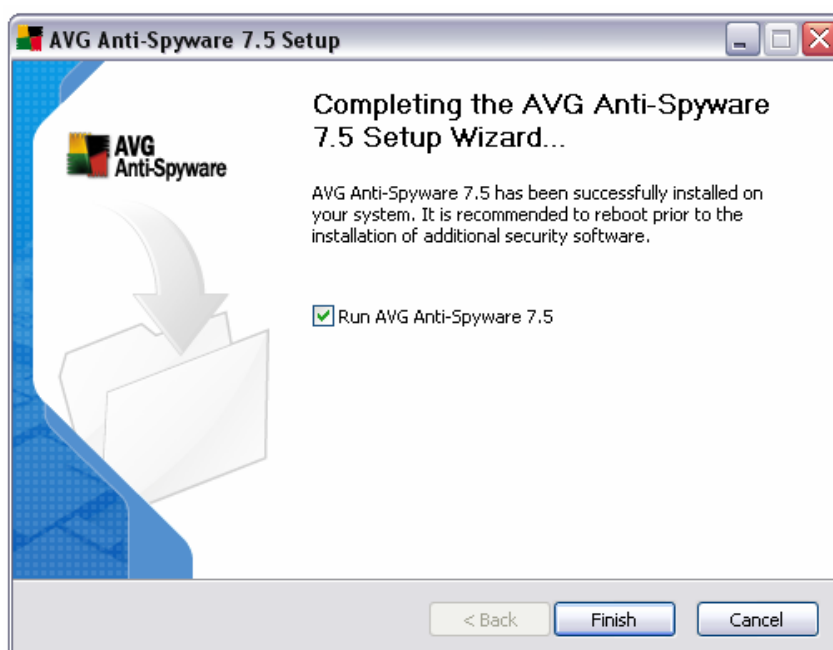 AVG Anti-Spyware 7.5 Setup
AVG
Anti-Spyware
Completing the AVG Anti-Spyware
7.5 Setup Wizard...
AVG Anti-Spyware 7.5 has been successfully installed on
your system. It is recommended to reboot prior to the
installation of additional security software.
Run AVG Anti-Spyware 7.5
< Back
Finish
Cancel